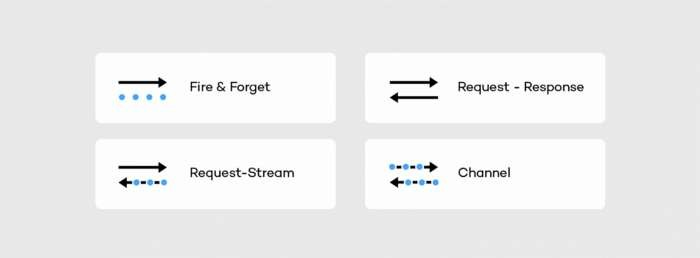 Fire & Forget
Request - Response
Request-Stream
Channel